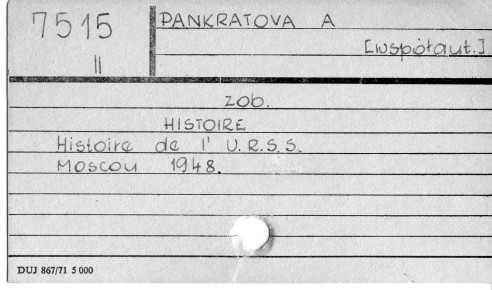 7515 PANKRATOVA A
II [współaut.]
zob.
HISTOIRE
Histoire de l' U.R.S.S.
Moscou 1948.
DUJ 867/71 5 000